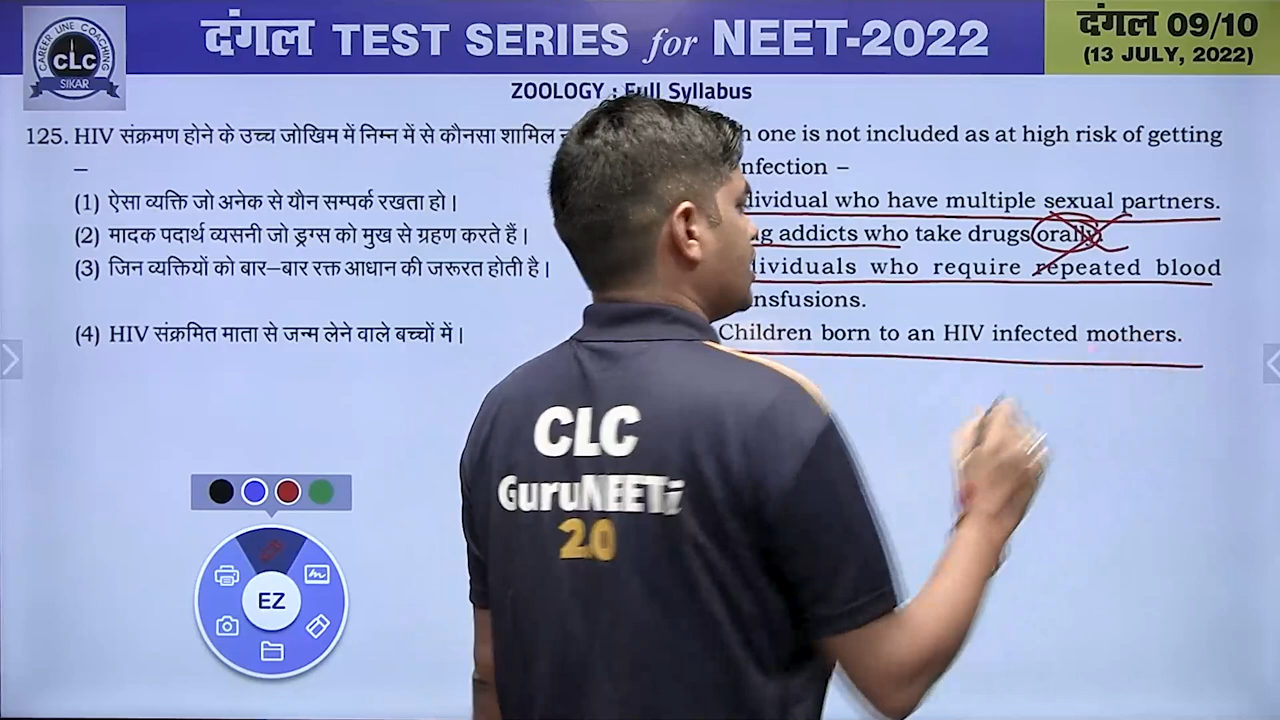 दंगल TEST SERIES for NEET-2022
दंगल 09/10
(13 JULY, 2022)
CAREER LINE COACHING
CLC
SIKAR
ZOOLOGY : Full Syllabus
125. HIV संक्रमण होने के उच्च जोखिम में निम्न में से कौनसा शामिल
–
(1) ऐसा व्यक्ति जो अनेक से यौन सम्पर्क रखता हो।
(2) मादक पदार्थ व्यसनी जो ड्रग्स को मुख से ग्रहण करते हैं।
(3) जिन व्यक्तियों को बार–बार रक्त आधान की जरूरत होती है।
(4) HIV संक्रमित माता से जन्म लेने वाले बच्चों में।
one is not included as at high risk of getting
nfection –
dividual who have multiple sexual partners.
g addicts who take drugs orally.
dividuals who require repeated blood
nsfusions.
Children born to an HIV infected mothers.
CLC
GuruNEETi
2.0
EZ